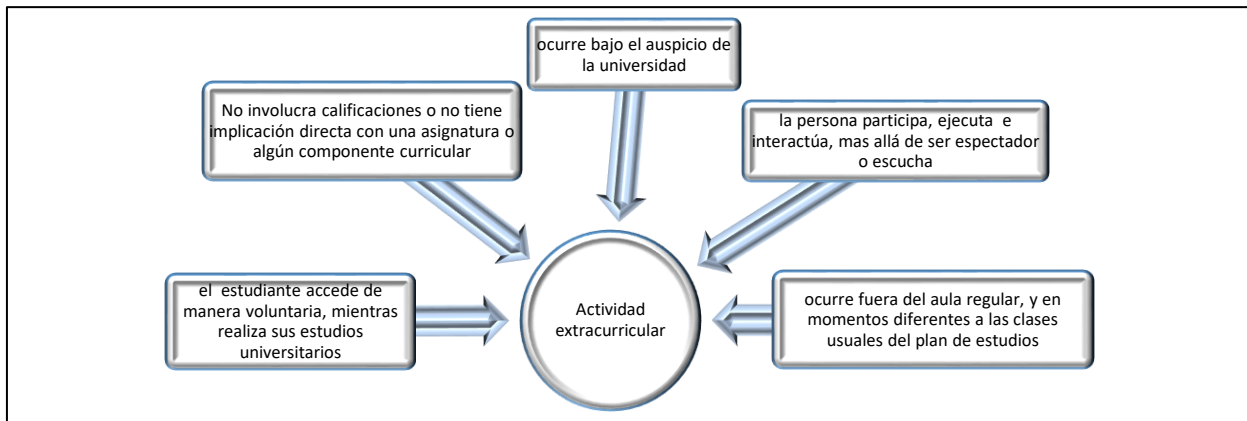 ocurre bajo el auspicio de
la universidad
No involucra calificaciones o no tiene
implicación directa con una asignatura o
algún componente curricular
la persona participa, ejecuta e
interactúa, mas allá de ser espectador
o escucha
el estudiante accede de
manera voluntaria, mientras
realiza sus estudios
universitarios
Actividad
extracurricular
ocurre fuera del aula regular, y en
momentos diferentes a las clases
usuales del plan de estudios